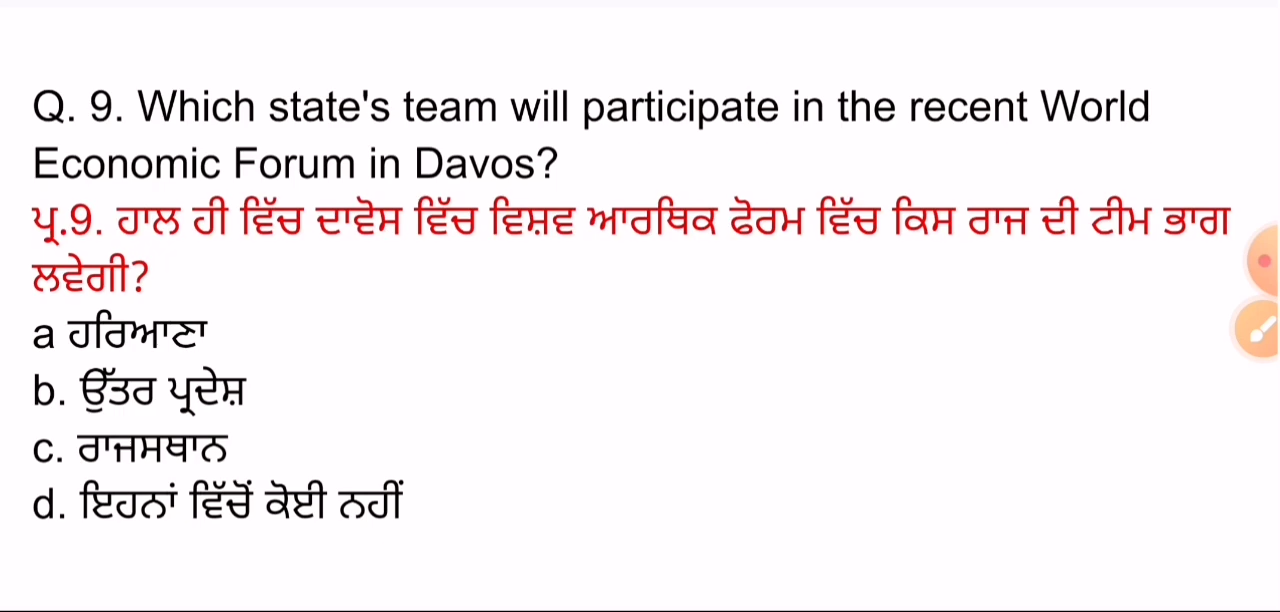 Q. 9. Which state's team will participate in the recent World
Economic Forum in Davos?
ਪ੍ਰ.9. ਹਾਲ ਹੀ ਵਿੱਚ ਦਾਵੋਸ ਵਿੱਚ ਵਿਸ਼ਵ ਆਰਥਿਕ ਫੋਰਮ ਵਿੱਚ ਕਿਸ ਰਾਜ ਦੀ ਟੀਮ ਭਾਗ
ਲਵੇਗੀ?
a ਹਰਿਆਣਾ
b. ਉੱਤਰ ਪ੍ਰਦੇਸ਼
c. ਰਾਜਸਥਾਨ
d. ਇਹਨਾਂ ਵਿੱਚੋਂ ਕੋਈ ਨਹੀਂ